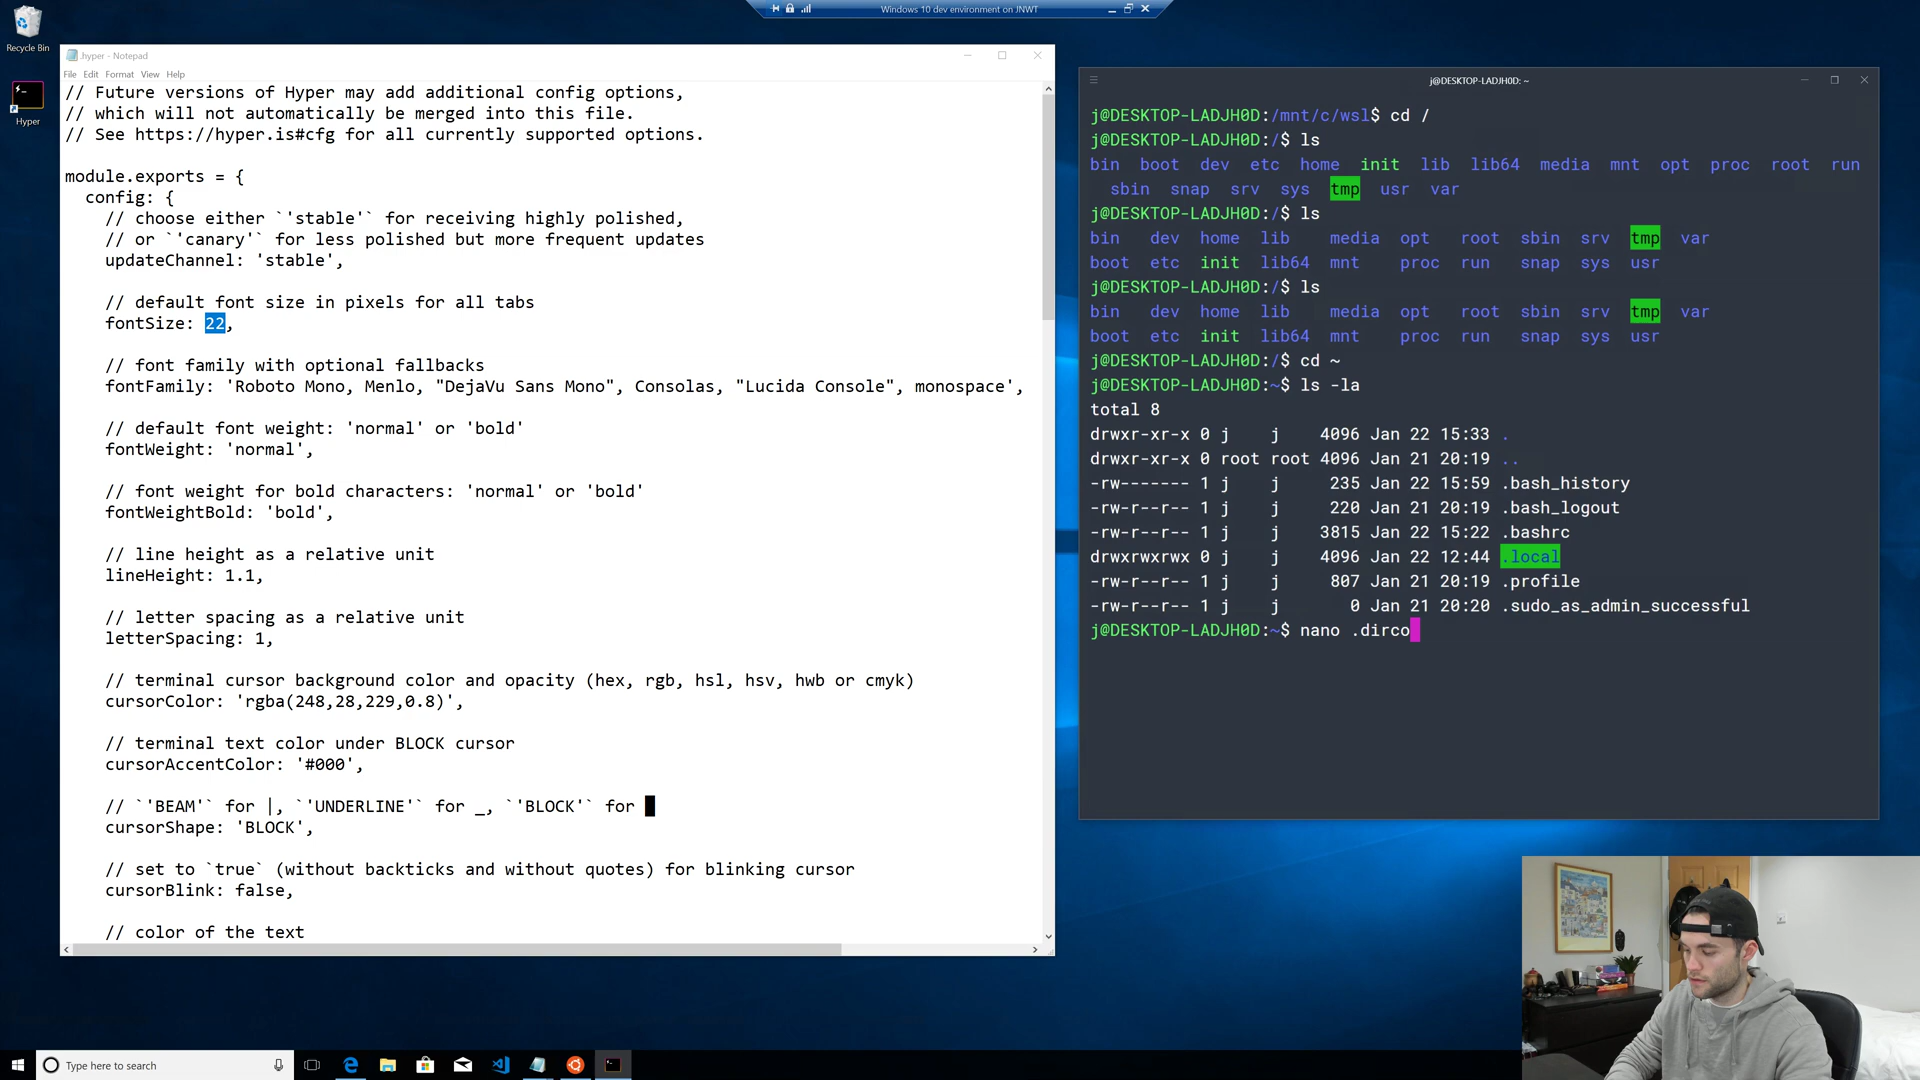 Windows 10 dev environment on JNWT
Recycle Bin
Hyper
.hyper - Notepad
File Edit Format View Help
// Future versions of Hyper may add additional config options,
// which will not automatically be merged into this file.
// See https://hyper.is#cfg for all currently supported options.
module.exports = {
config: {
// choose either `'stable'` for receiving highly polished,
// or `'canary'` for less polished but more frequent updates
updateChannel: 'stable',
// default font size in pixels for all tabs
fontSize: 22,
// font family with optional fallbacks
fontFamily: 'Roboto Mono, Menlo, "DejaVu Sans Mono", Consolas, "Lucida Console", monospace',
// default font weight: 'normal' or 'bold'
fontWeight: 'normal',
// font weight for bold characters: 'normal' or 'bold'
fontWeightBold: 'bold',
// line height as a relative unit
lineHeight: 1.1,
// letter spacing as a relative unit
letterSpacing: 1,
// terminal cursor background color and opacity (hex, rgb, hsl, hsv, hwb or cmyk)
cursorColor: 'rgba(248,28,229,0.8)',
// terminal text color under BLOCK cursor
cursorAccentColor: '#000',
// `'BEAM'` for |, `'UNDERLINE'` for _, `'BLOCK'` for █
cursorShape: 'BLOCK',
// set to `true` (without backticks and without quotes) for blinking cursor
cursorBlink: false,
// color of the text
j@DESKTOP-LADJH0D: ~
j@DESKTOP-LADJH0D:/mnt/c/wsl$ cd /
j@DESKTOP-LADJH0D:/$ ls
bin boot dev etc home init lib lib64 media mnt opt proc root run
sbin snap srv sys tmp usr var
j@DESKTOP-LADJH0D:/$ ls
bin dev home lib media opt root sbin srv tmp var
boot etc init lib64 mnt proc run snap sys usr
j@DESKTOP-LADJH0D:/$ ls
bin dev home lib media opt root sbin srv tmp var
boot etc init lib64 mnt proc run snap sys usr
j@DESKTOP-LADJH0D:/$ cd ~
j@DESKTOP-LADJH0D:~$ ls -la
total 8
drwxr-xr-x 0 j j 4096 Jan 22 15:33 .
drwxr-xr-x 0 root root 4096 Jan 21 20:19 ..
-rw------- 1 j j 235 Jan 22 15:59 .bash_history
-rw-r--r-- 1 j j 220 Jan 21 20:19 .bash_logout
-rw-r--r-- 1 j j 3815 Jan 22 15:22 .bashrc
drwxrwxrwx 0 j j 4096 Jan 22 12:44 .local
-rw-r--r-- 1 j j 807 Jan 21 20:19 .profile
-rw-r--r-- 1 j j 0 Jan 21 20:20 .sudo_as_admin_successful
j@DESKTOP-LADJH0D:~$ nano .dirco
Type here to search